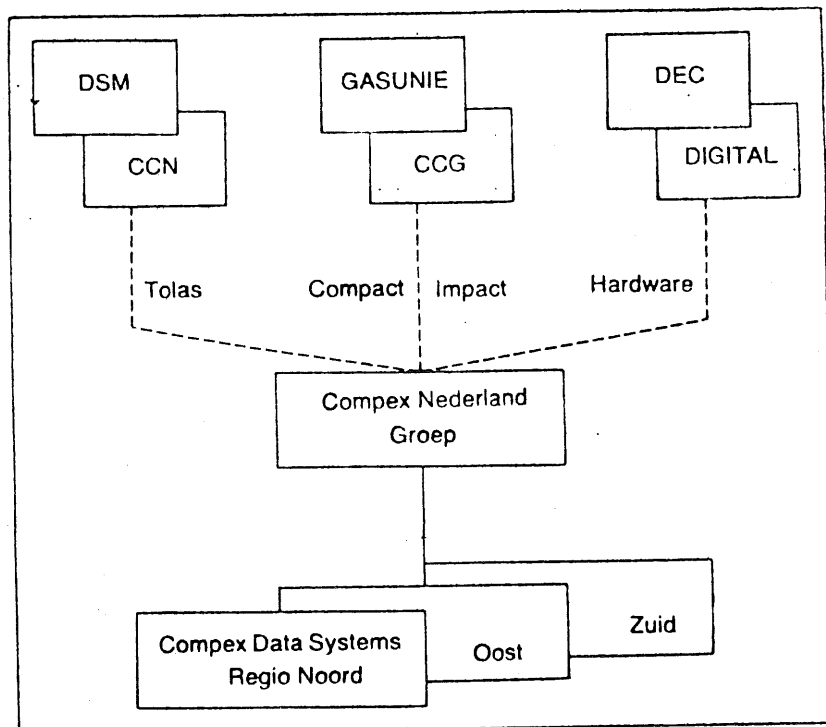 DSM
CCN
GASUNIE
CCG
DEC
DIGITAL
Tolas
Compact Impact
Hardware
Compex Nederland
Groep
Compex Data Systems
Regio Noord
Oost
Zuid